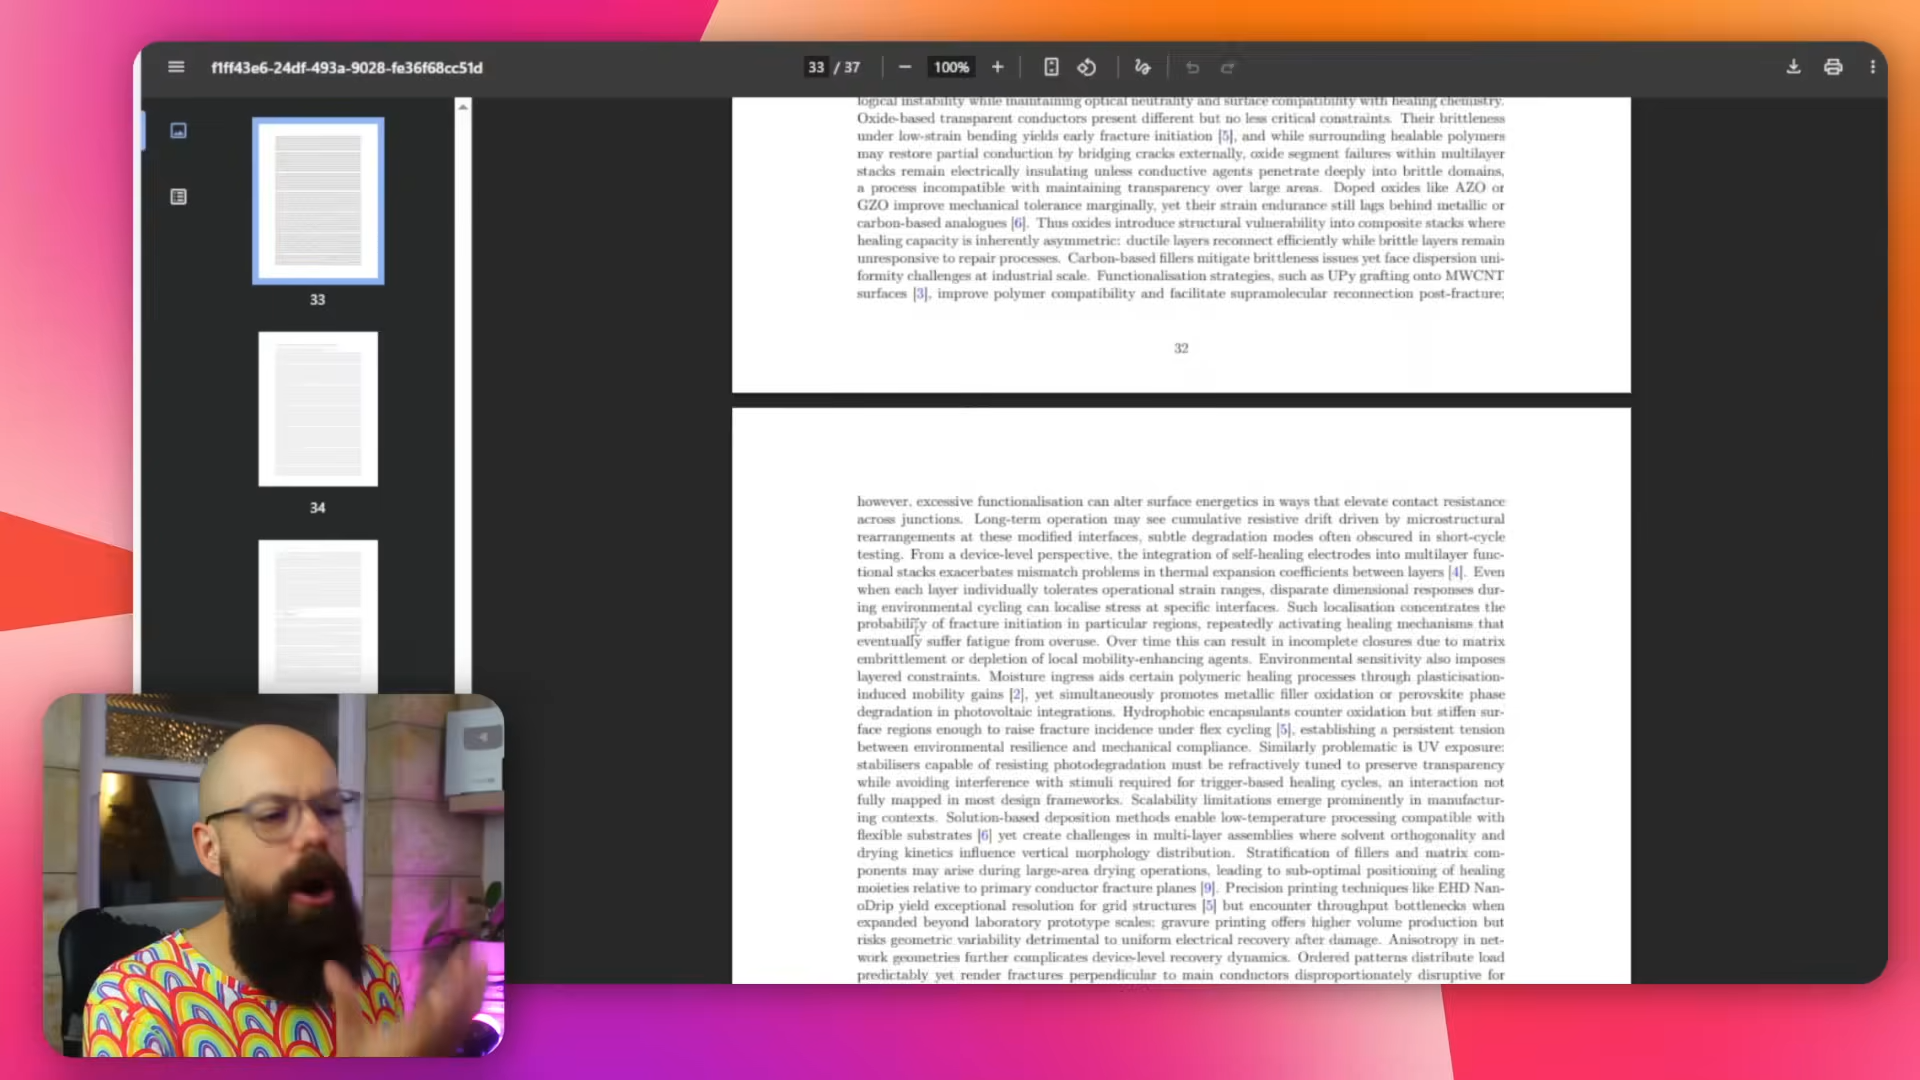 f1ff43e6-24df-493a-9028-fe36f68cc51d
33 / 37
100%
33
34
logical instability while maintaining optical neutrality and surface compatibility with healing chemistry.
Oxide-based transparent conductors present different but no less critical constraints. Their brittleness
under low-strain bending yields early fracture initiation [5], and while surrounding healable polymers
may restore partial conduction by bridging cracks externally, oxide segment failures within multilayer
stacks remain electrically insulating unless conductive agents penetrate deeply into brittle domains,
a process incompatible with maintaining transparency over large areas. Doped oxides like AZO or
GZO improve mechanical tolerance marginally, yet their strain endurance still lags behind metallic or
carbon-based analogues [6]. Thus oxides introduce structural vulnerability into composite stacks where
healing capacity is inherently asymmetric: ductile layers reconnect efficiently while brittle layers remain
unresponsive to repair processes. Carbon-based fillers mitigate brittleness issues yet face dispersion uni-
formity challenges at industrial scale. Functionalisation strategies, such as UPy grafting onto MWCNT
surfaces [3], improve polymer compatibility and facilitate supramolecular reconnection post-fracture;
32
however, excessive functionalisation can alter surface energetics in ways that elevate contact resistance
across junctions. Long-term operation may see cumulative resistive drift driven by microstructural
rearrangements at these modified interfaces, subtle degradation modes often obscured in short-cycle
testing. From a device-level perspective, the integration of self-healing electrodes into multilayer func-
tional stacks exacerbates mismatch problems in thermal expansion coefficients between layers [4]. Even
when each layer individually tolerates operational strain ranges, disparate dimensional responses dur-
ing environmental cycling can localise stress at specific interfaces. Such localisation concentrates the
probability of fracture initiation in particular regions, repeatedly activating healing mechanisms that
eventually suffer fatigue from overuse. Over time this can result in incomplete closures due to matrix
embrittlement or depletion of local mobility-enhancing agents. Environmental sensitivity also imposes
layered constraints. Moisture ingress aids certain polymeric healing processes through plasticisation-
induced mobility gains [2], yet simultaneously promotes metallic filler oxidation or perovskite phase
degradation in photovoltaic integrations. Hydrophobic encapsulants counter oxidation but stiffen sur-
face regions enough to raise fracture incidence under flex cycling [5], establishing a persistent tension
between environmental resilience and mechanical compliance. Similarly problematic is UV exposure:
stabilisers capable of resisting photodegradation must be refractively tuned to preserve transparency
while avoiding interference with stimuli required for trigger-based healing cycles, an interaction not
fully mapped in most design frameworks. Scalability limitations emerge prominently in manufactur-
ing contexts. Solution-based deposition methods enable low-temperature processing compatible with
flexible substrates [6] yet create challenges in multi-layer assemblies where solvent orthogonality and
drying kinetics influence vertical morphology distribution. Stratification of fillers and matrix com-
ponents may arise during large-area drying operations, leading to sub-optimal positioning of healing
moieties relative to primary conductor fracture planes [9]. Precision printing techniques like EHD Nan-
oDrip yield exceptional resolution for grid structures [5] but encounter throughput bottlenecks when
expanded beyond laboratory prototype scales; gravure printing offers higher volume production but
risks geometric variability detrimental to uniform electrical recovery after damage. Anisotropy in net-
work geometries further complicates device-level recovery dynamics. Ordered patterns distribute load
predictably yet render fractures perpendicular to main conductors disproportionately disruptive for